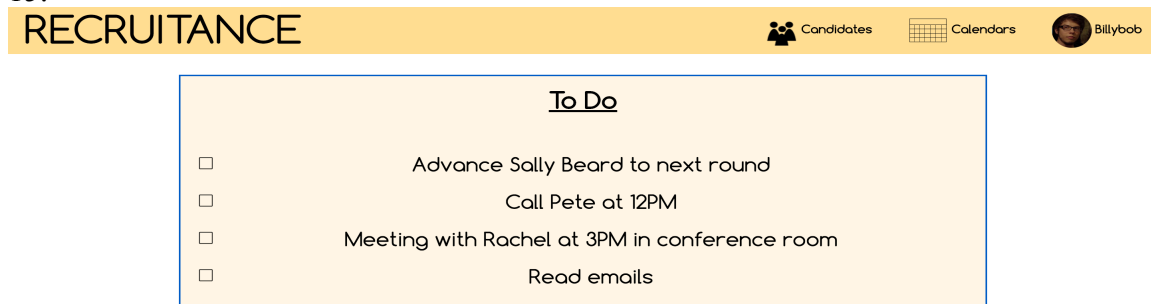 RECRUITANCE Candidates Calendars Billybob
To Do
Advance Sally Beard to next round
Call Pete at 12PM
Meeting with Rachel at 3PM in conference room
Read emails